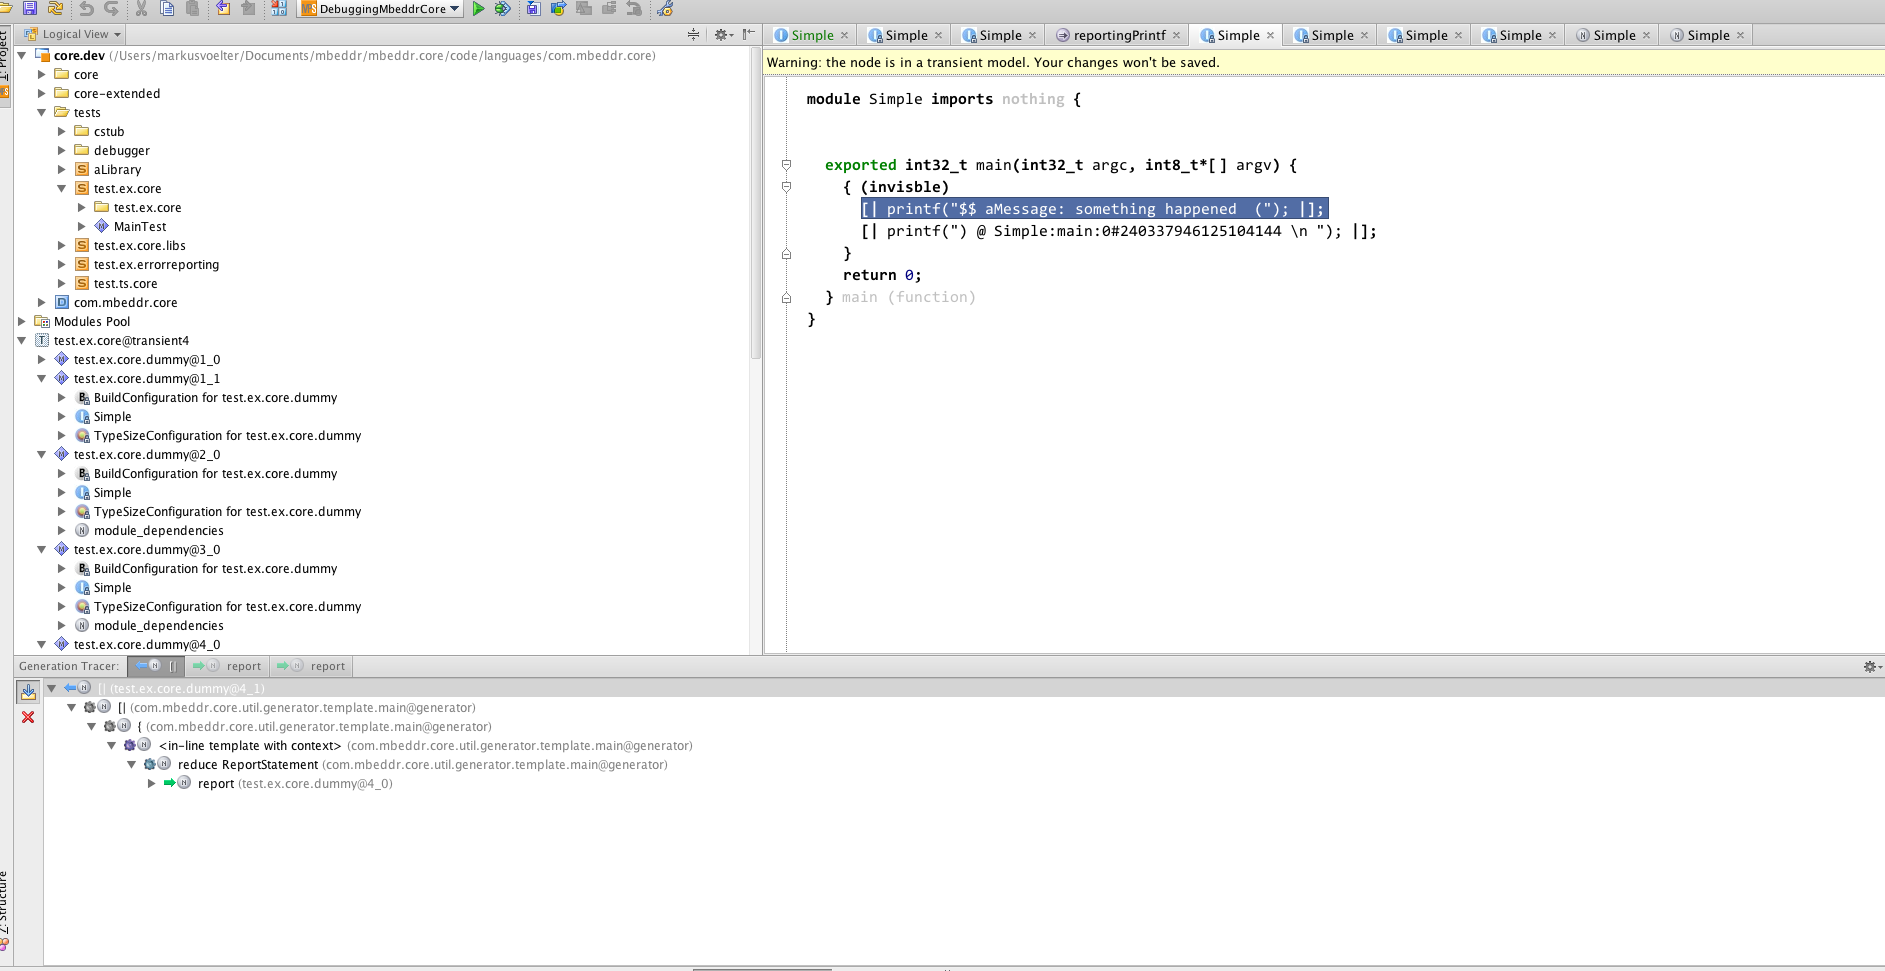 DebuggingMbeddrCore
1: Project
Logical View
core.dev (/Users/markusvoelter/Documents/mbeddr/mbeddr.core/code/languages/com.mbeddr.core)
core
core-extended
tests
cstub
debugger
aLibrary
test.ex.core
test.ex.core
MainTest
test.ex.core.libs
test.ex.errorreporting
test.ts.core
com.mbeddr.core
Modules Pool
test.ex.core@transient4
test.ex.core.dummy@1_0
test.ex.core.dummy@1_1
BuildConfiguration for test.ex.core.dummy
Simple
TypeSizeConfiguration for test.ex.core.dummy
test.ex.core.dummy@2_0
BuildConfiguration for test.ex.core.dummy
Simple
TypeSizeConfiguration for test.ex.core.dummy
module_dependencies
test.ex.core.dummy@3_0
BuildConfiguration for test.ex.core.dummy
Simple
TypeSizeConfiguration for test.ex.core.dummy
module_dependencies
test.ex.core.dummy@4_0
Simple Simple Simple reportingPrintf Simple Simple Simple Simple Simple Simple
Warning: the node is in a transient model. Your changes won't be saved.
module Simple imports nothing {
exported int32_t main(int32_t argc, int8_t*[] argv) {
{ (invisble)
[| printf("$$ aMessage: something happened  ("); |];
[| printf(") @ Simple:main:0#240337946125104144 \n "); |];
}
return 0;
} main (function)
}
Generation Tracer: [| report report
[| (test.ex.core.dummy@4_1)
[| (com.mbeddr.core.util.generator.template.main@generator)
{ (com.mbeddr.core.util.generator.template.main@generator)
<in-line template with context> (com.mbeddr.core.util.generator.template.main@generator)
reduce ReportStatement (com.mbeddr.core.util.generator.template.main@generator)
report (test.ex.core.dummy@4_0)
7: Structure